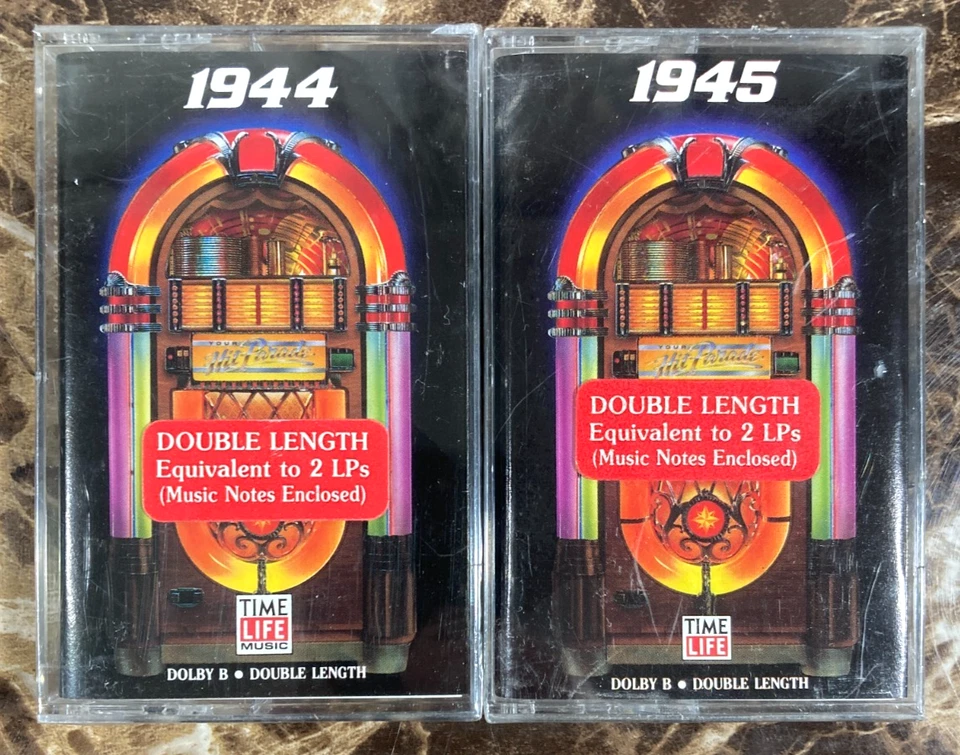 1944
YOUR
Hit Parade
DOUBLE LENGTH
Equivalent to 2 LPs
(Music Notes Enclosed)
TIME
LIFE
MUSIC
DOLBY B • DOUBLE LENGTH
1945
YOUR
Hit Parade
DOUBLE LENGTH
Equivalent to 2 LPs
(Music Notes Enclosed)
TIME
LIFE
DOLBY B • DOUBLE LENGTH